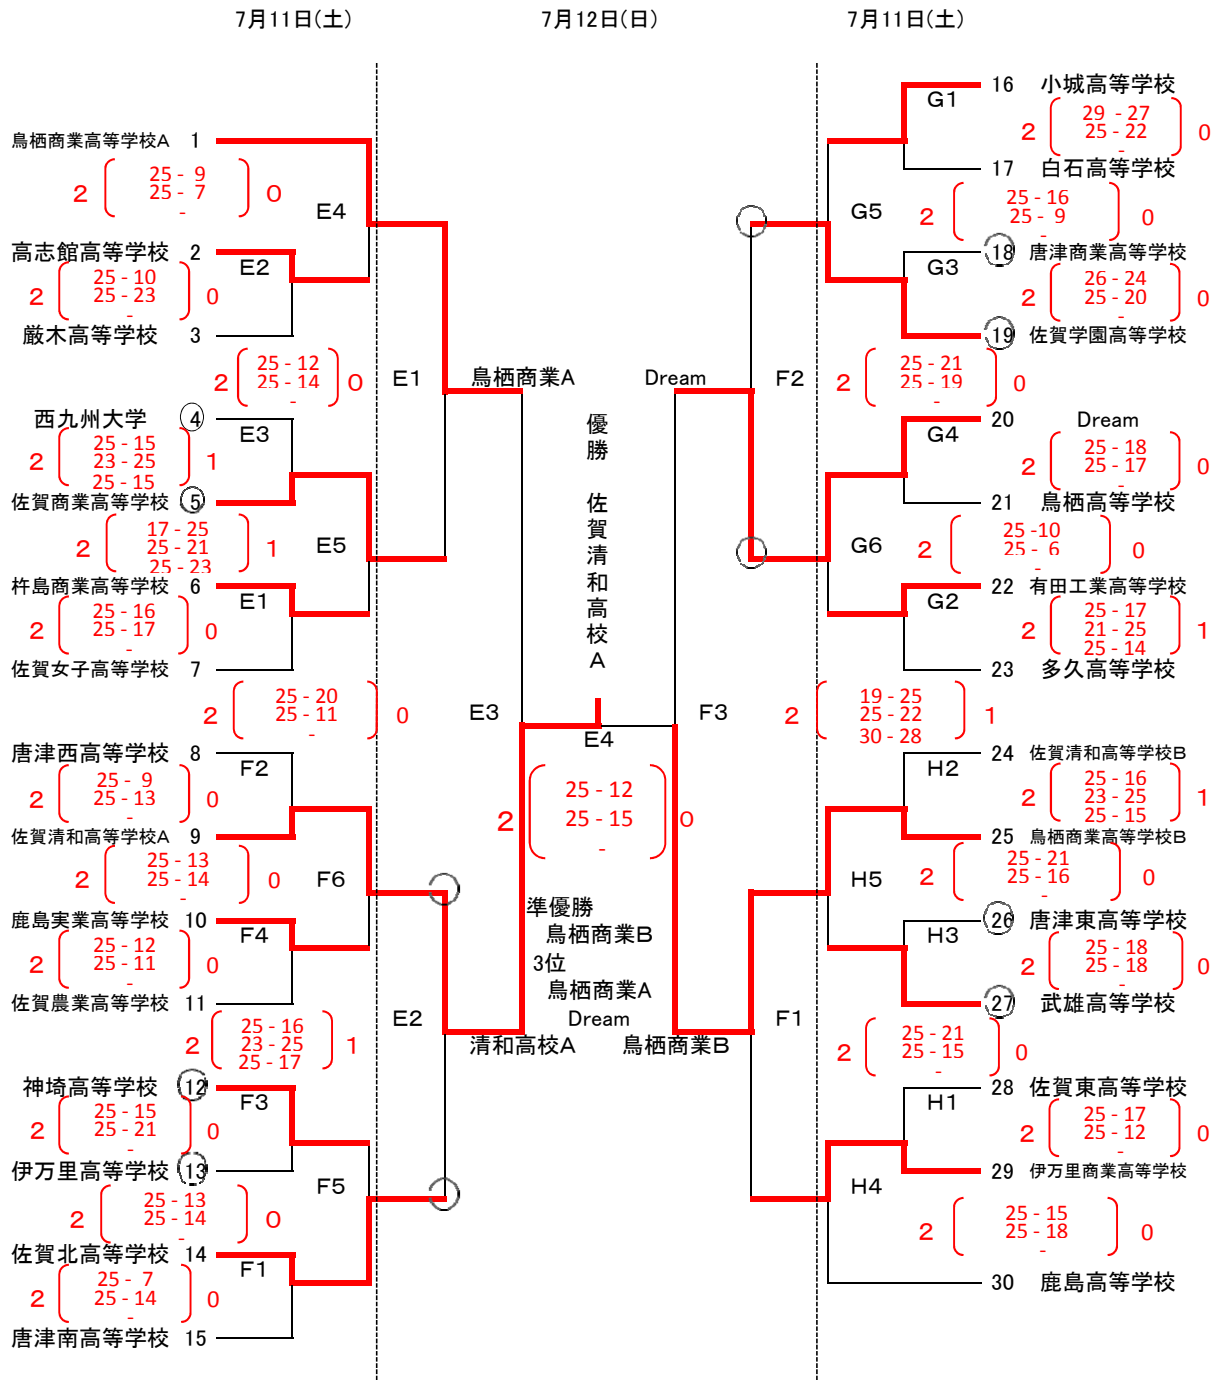 7月11日(土)
7月12日(日)
7月11日(土)
鳥栖商業高等学校A 1
2 25 - 9 0
25 - 7
-
E4
高志館高等学校 2
E2
2 25 - 10 0
25 - 23
-
厳木高等学校 3
2 25 - 12 0
25 - 14
-
E1
鳥栖商業A
西九州大学 4
E3
2 25 - 15 1
23 - 25
25 - 15
佐賀商業高等学校 5
2 17 - 25 1
25 - 21
25 - 23
E5
杵島商業高等学校 6
E1
2 25 - 16 0
25 - 17
-
佐賀女子高等学校 7
2 25 - 20 0
25 - 11
-
E3
唐津西高等学校 8
F2
2 25 - 9 0
25 - 13
-
佐賀清和高等学校A 9
2 25 - 13 0
25 - 14
-
F6
鹿島実業高等学校 10
F4
2 25 - 12 0
25 - 11
-
佐賀農業高等学校 11
2 25 - 16 1
23 - 25
25 - 17
E2
清和高校A
神埼高等学校 12
F3
2 25 - 15 0
25 - 21
-
伊万里高等学校 13
2 25 - 13 0
25 - 14
-
F5
佐賀北高等学校 14
F1
2 25 - 7 0
25 - 14
-
唐津南高等学校 15
優勝 佐賀清和高校A
E4
2 25 - 12 0
25 - 15
-
準優勝
鳥栖商業B
3位
鳥栖商業A
Dream
16 小城高等学校
G1
2 29 - 27 0
25 - 22
-
17 白石高等学校
G5
2 25 - 16 0
25 - 9
-
18 唐津商業高等学校
G3
2 26 - 24 0
25 - 20
-
19 佐賀学園高等学校
Dream
F2
2 25 - 21 0
25 - 19
-
20 Dream
G4
2 25 - 18 0
25 - 17
-
21 鳥栖高等学校
G6
2 25 -10 0
25 - 6
-
22 有田工業高等学校
G2
2 25 - 17 1
21 - 25
25 - 14
23 多久高等学校
F3
2 19 - 25 1
25 - 22
30 - 28
24 佐賀清和高等学校B
H2
2 25 - 16 1
23 - 25
25 - 15
25 鳥栖商業高等学校B
H5
2 25 - 21 0
25 - 16
-
26 唐津東高等学校
H3
2 25 - 18 0
25 - 18
-
27 武雄高等学校
鳥栖商業B
F1
2 25 - 21 0
25 - 15
-
28 佐賀東高等学校
H1
2 25 - 17 0
25 - 12
-
29 伊万里商業高等学校
H4
2 25 - 15 0
25 - 18
-
30 鹿島高等学校